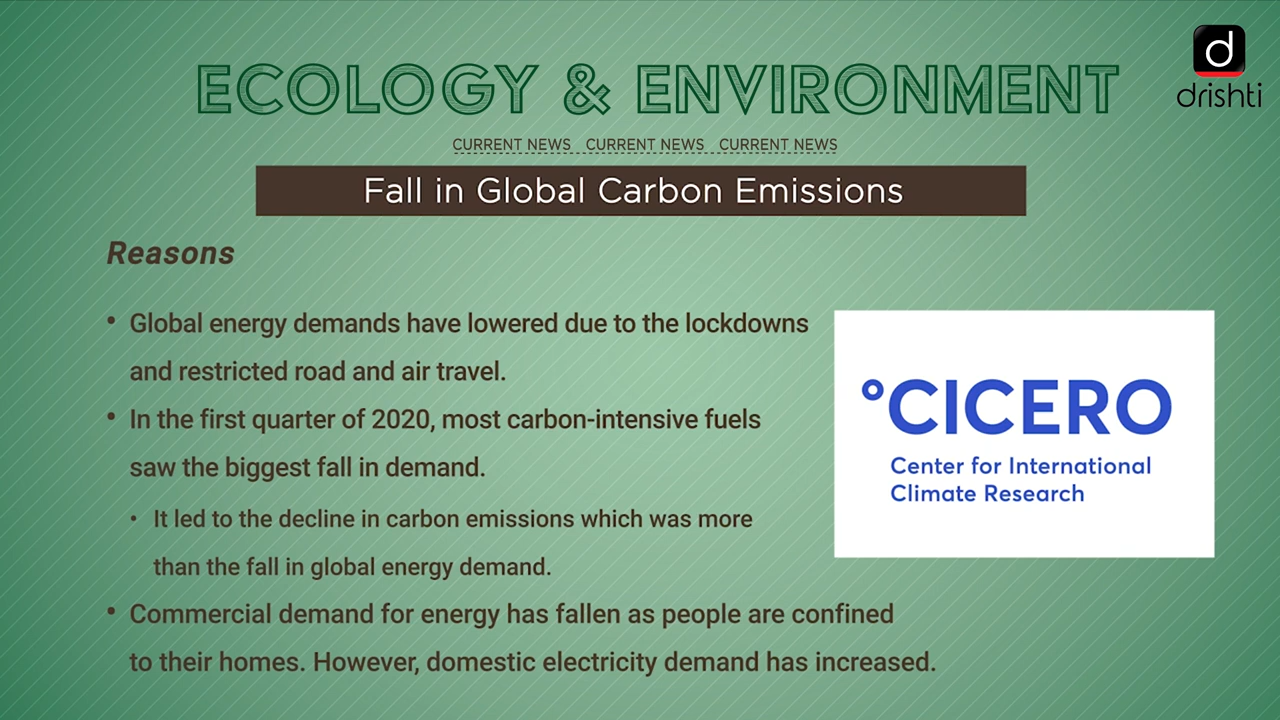 ECOLOGY & ENVIRONMENT
d
drishti
CURRENT NEWS CURRENT NEWS CURRENT NEWS
Fall in Global Carbon Emissions
Reasons
• Global energy demands have lowered due to the lockdowns
and restricted road and air travel.
• In the first quarter of 2020, most carbon-intensive fuels
saw the biggest fall in demand.
• It led to the decline in carbon emissions which was more
than the fall in global energy demand.
• Commercial demand for energy has fallen as people are confined
to their homes. However, domestic electricity demand has increased.
°CICERO
Center for International
Climate Research